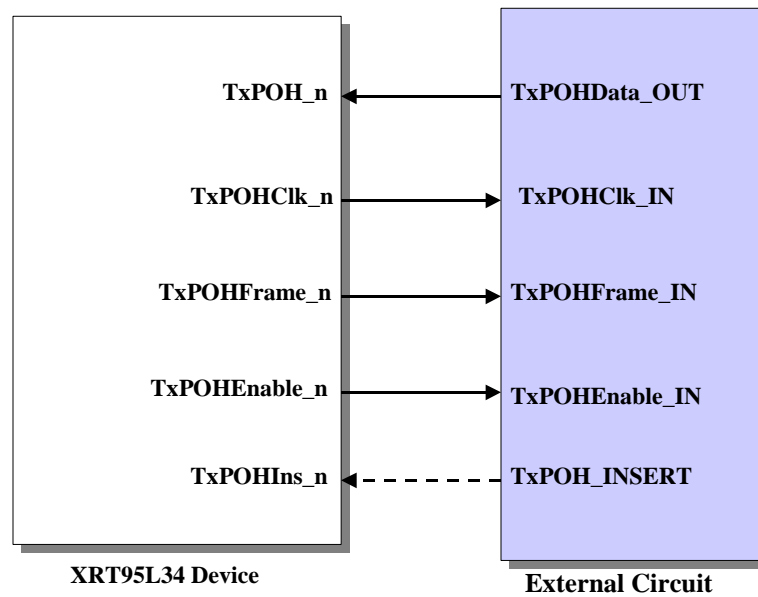 TxPOH_n TxPOHData_OUT
TxPOHClk_n TxPOHClk_IN
TxPOHFrame_n TxPOHFrame_IN
TxPOHEnable_n TxPOHEnable_IN
TxPOHIns_n TxPOH_INSERT
XRT95L34 Device External Circuit